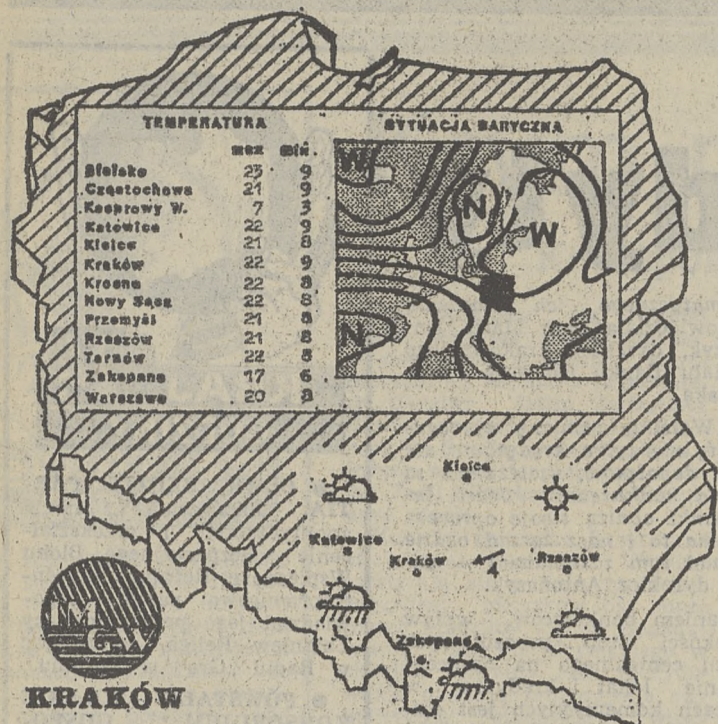 TEMPERATURA
max min.
Bielsko 23 9
Częstochowa 21 9
Kasprowy W. 7 3
Katowice 22 9
Kielce 21 8
Kraków 22 9
Krosno 22 8
Nowy Sącz 22 8
Przemyśl 21 8
Rzeszów 21 8
Tarnów 22 8
Zakopane 17 6
Warszawa 20 8
SYTUACJA BARYCZNA
W
N
W
N
Kielce
Katowice
Kraków
4
Rzeszów
Zakopane
IMGW
KRAKÓW